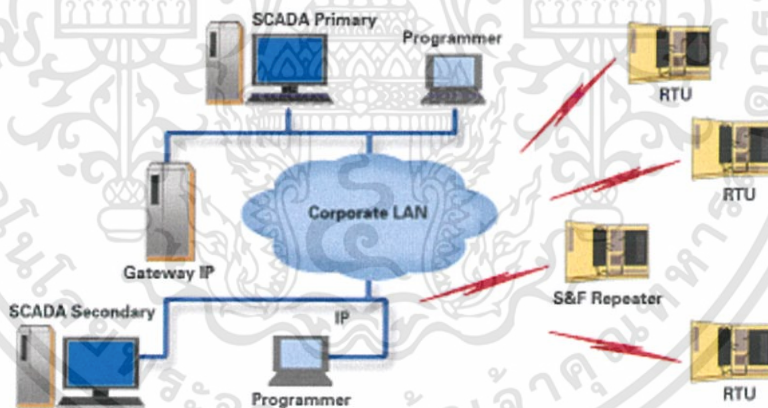 SCADA Primary
Programmer
RTU
RTU
Corporate LAN
Gateway IP
S&F Repeater
SCADA Secondary
IP
Programmer
RTU